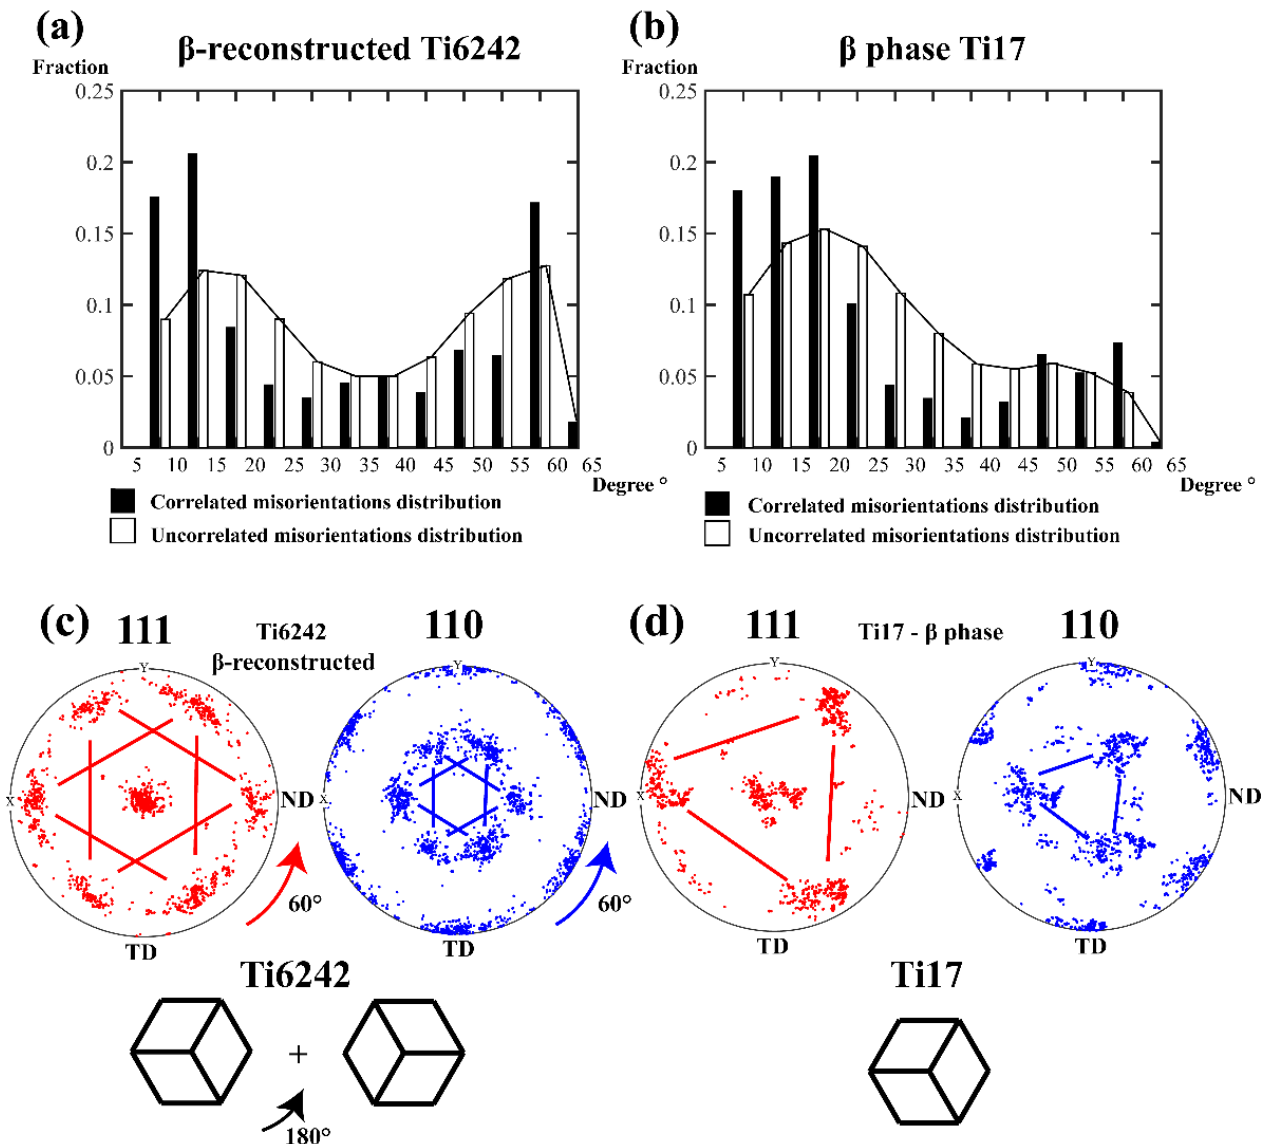 (a)
β-reconstructed Ti6242
Fraction
0.25
0.2
0.15
0.1
0.05
0
5 10 15 20 25 30 35 40 45 50 55 60 65
Degree °
Correlated misorientations distribution
Uncorrelated misorientations distribution
(b)
β phase Ti17
Fraction
0.25
0.2
0.15
0.1
0.05
0
5 10 15 20 25 30 35 40 45 50 55 60 65
Degree °
Correlated misorientations distribution
Uncorrelated misorientations distribution
(c)
111
Ti6242
β-reconstructed
110
Y
Y
X
ND
X
ND
60°
60°
TD
TD
Ti6242
+
180°
(d)
111
Ti17 - β phase
110
Y
Y
X
ND
X
ND
TD
TD
Ti17